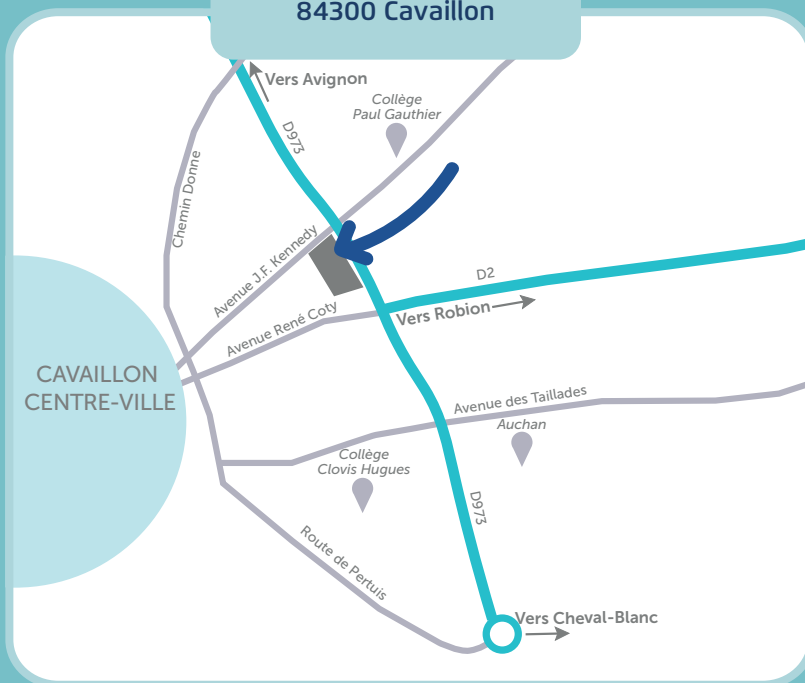 84300 Cavaillon
Vers Avignon
Collège
Paul Gauthier
D973
Chemin Donne
Avenue J.F. Kennedy
D2
Vers Robion
Avenue René Coty
CAVAILLON
CENTRE-VILLE
Avenue des Taillades
Auchan
Collège
Clovis Hugues
D973
Route de Pertuis
Vers Cheval-Blanc